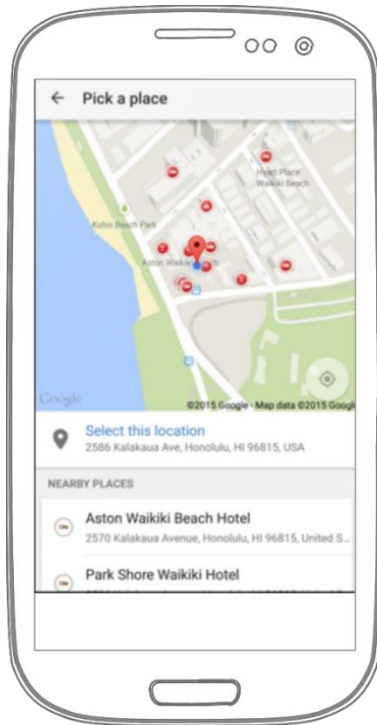 Pick a place
Hyatt Place
Waikiki Beach
Kuhio Beach Park
Aston Waikiki Beach
Google
©2015 Google - Map data ©2015 Google
Select this location
2586 Kalakaua Ave, Honolulu, HI 96815, USA
NEARBY PLACES
Aston Waikiki Beach Hotel
2570 Kalakaua Avenue, Honolulu, HI 96815, United S...
Park Shore Waikiki Hotel